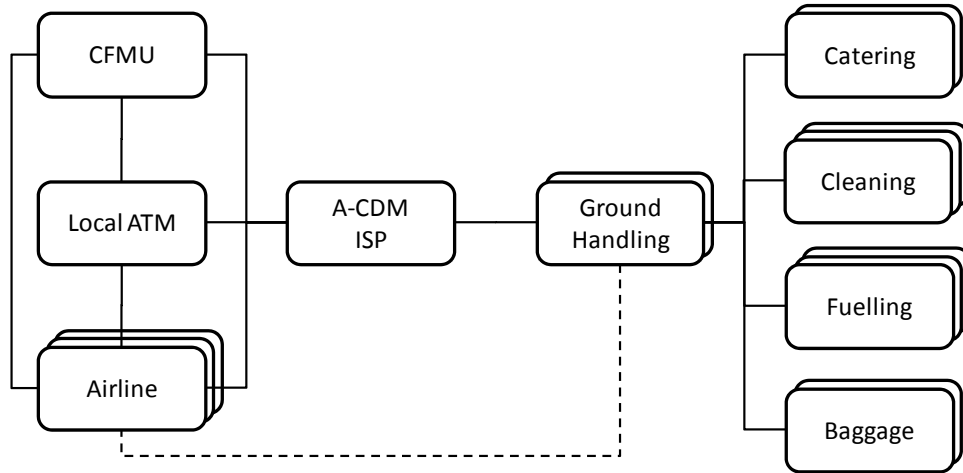 CFMU
Local ATM
Airline
A-CDM
ISP
Ground
Handling
Catering
Cleaning
Fuelling
Baggage